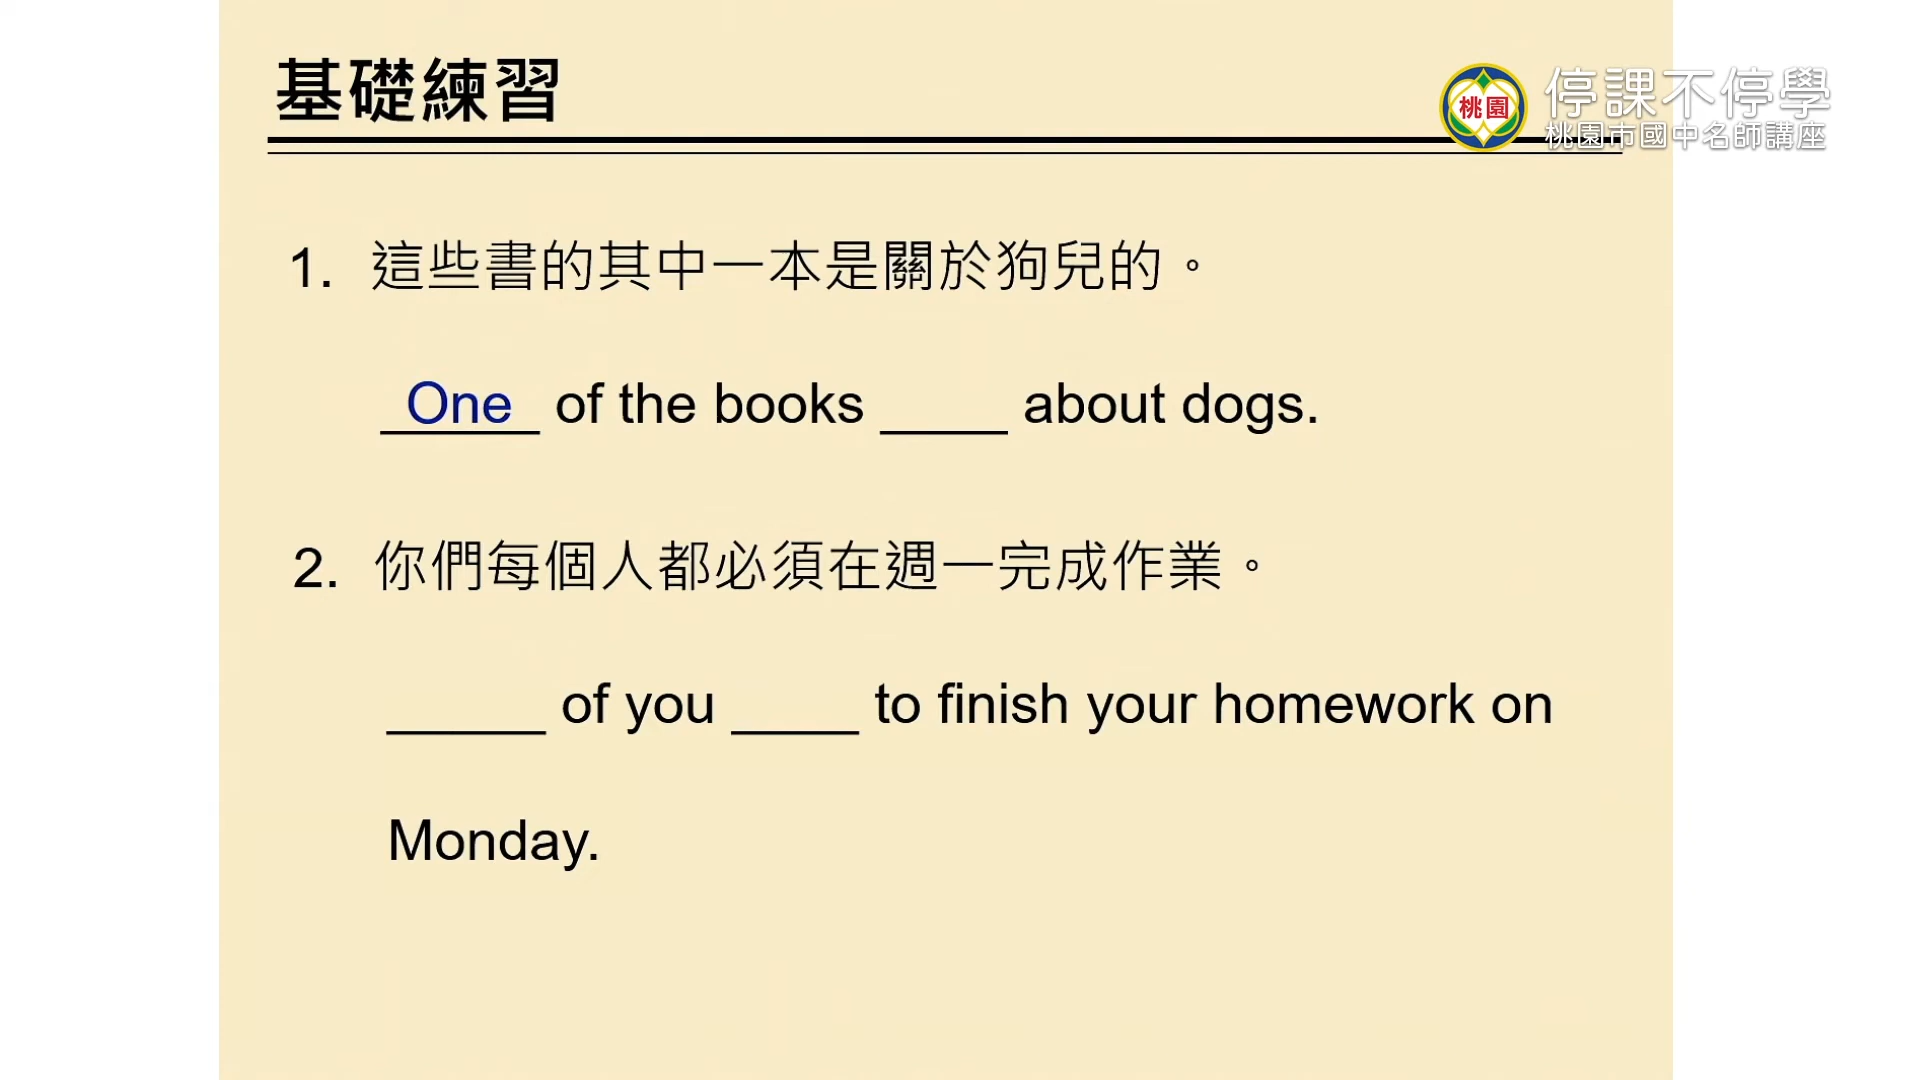 基礎練習
桃園
停課不停學
桃園市國中名師講座
1. 這些書的其中一本是關於狗兒的。
One of the books ____ about dogs.
2. 你們每個人都必須在週一完成作業。
_____ of you ____ to finish your homework on
Monday.